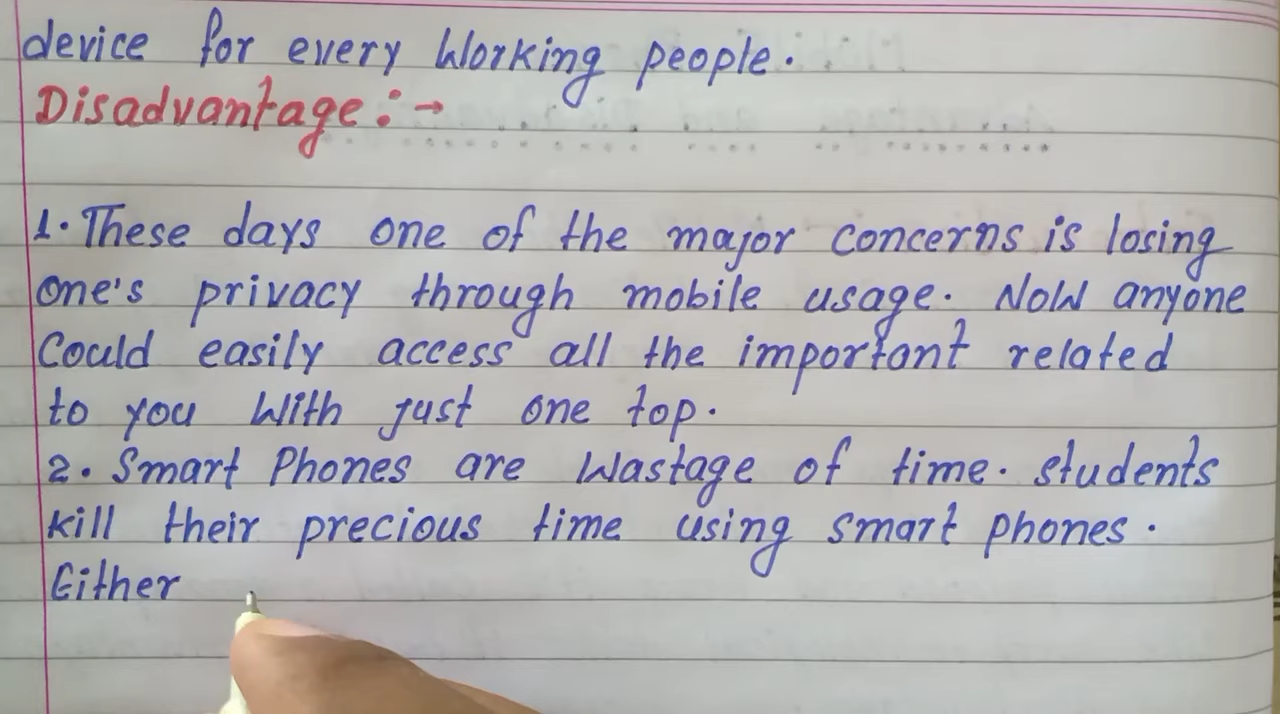 device for every Working people.
Disadvantage:→
1. These days one of the major concerns is losing
one's privacy through mobile usage. Now anyone
Could easily access all the important related
to you With just one top.
2. Smart Phones are Wastage of time. students
kill their precious time using smart phones.
Either